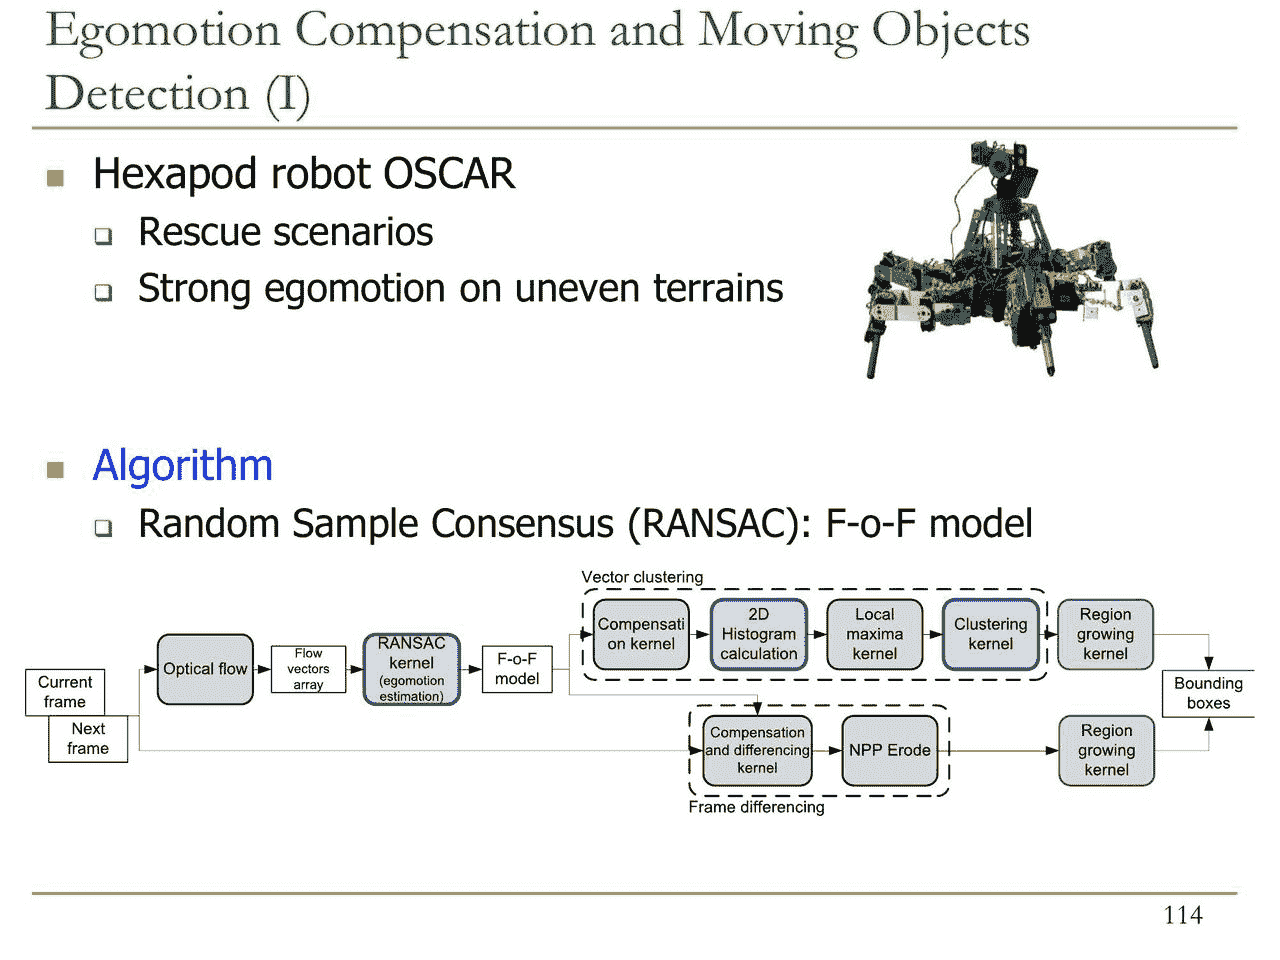 Egomotion Compensation and Moving Objects
Detection (I)
Hexapod robot OSCAR
Rescue scenarios
Strong egomotion on uneven terrains
Algorithm
Random Sample Consensus (RANSAC): F-o-F model
Vector clustering
Current
frame
Next
frame
Optical flow
Flow
vectors
array
RANSAC
kernel
(egomotion
estimation)
F-o-F
model
Compensati
on kernel
2D
Histogram
calculation
Local
maxima
kernel
Clustering
kernel
Region
growing
kernel
Bounding
boxes
Compensation
and differencing
kernel
NPP Erode
Region
growing
kernel
Frame differencing
114